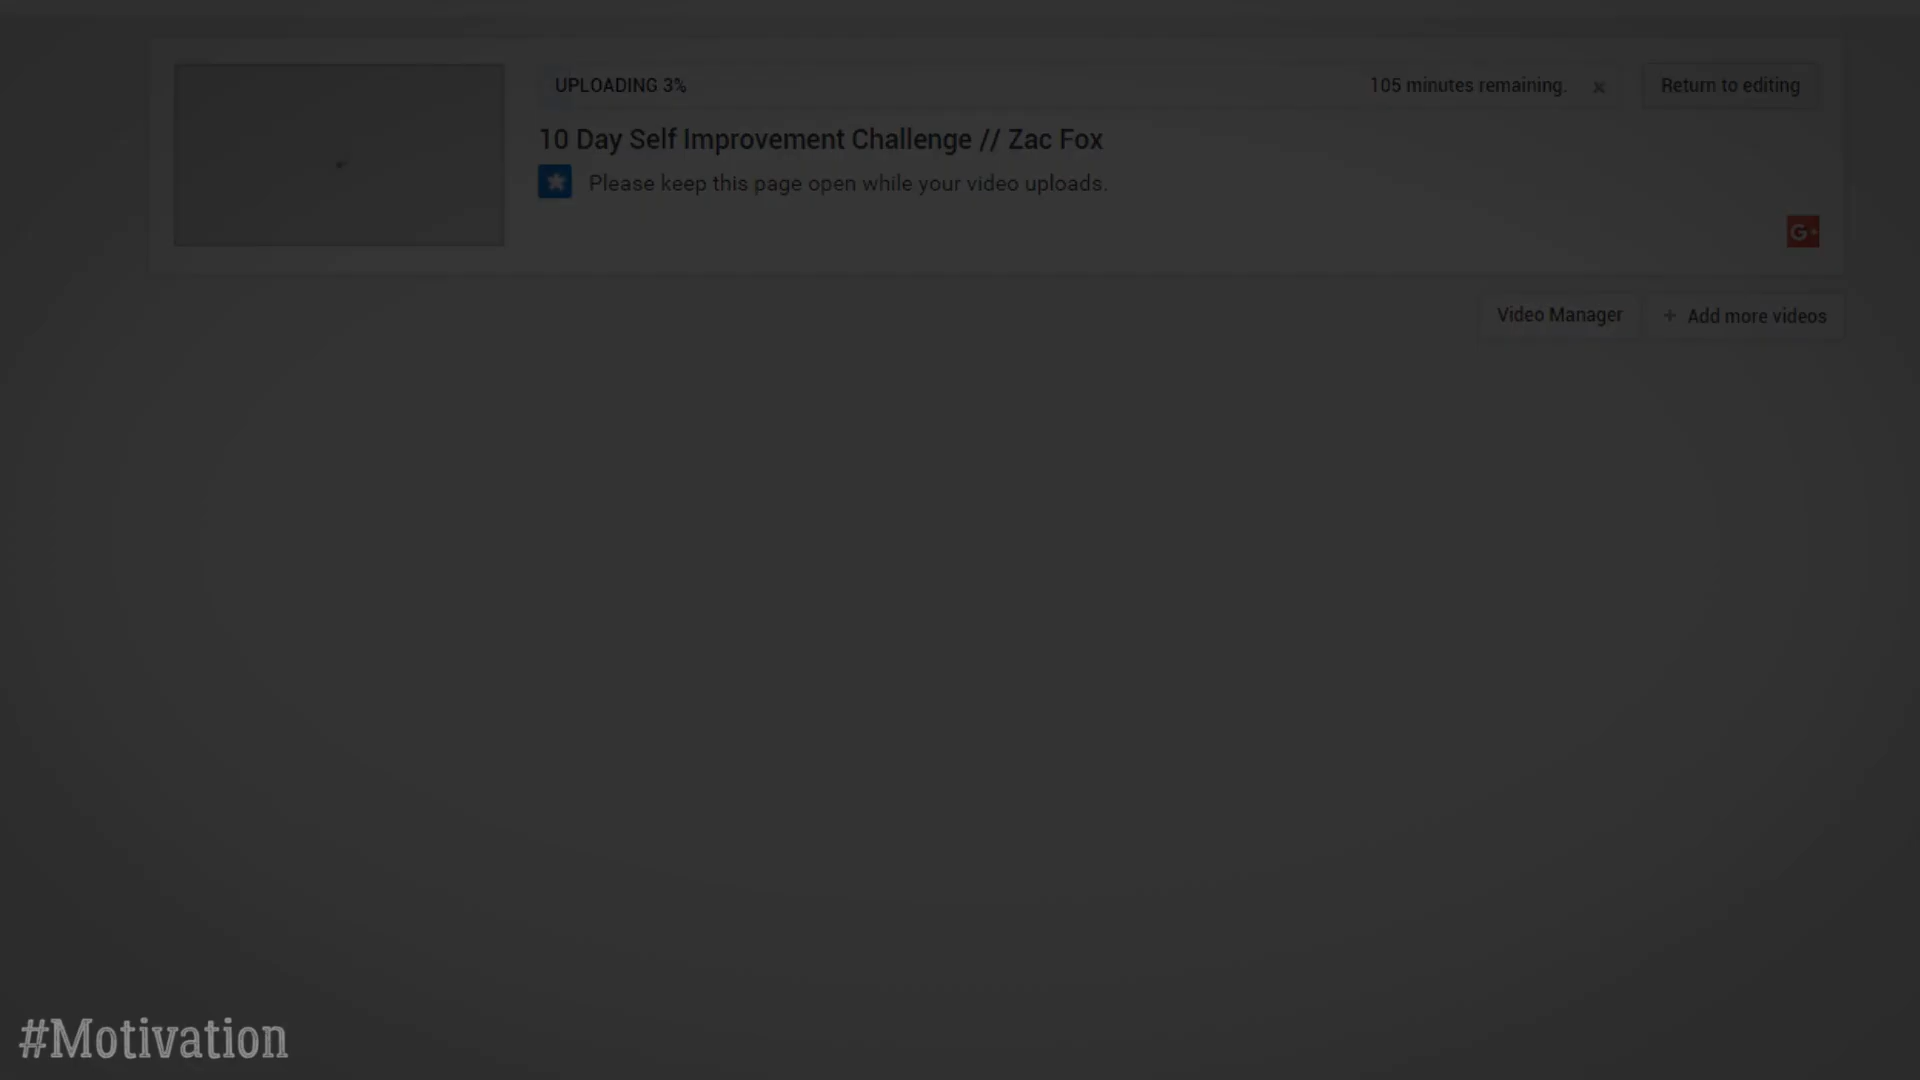 UPLOADING 3%
105 minutes remaining.
Return to editing
10 Day Self Improvement Challenge // Zac Fox
Please keep this page open while your video uploads.
G+
Video Manager
+ Add more videos
#Motivation